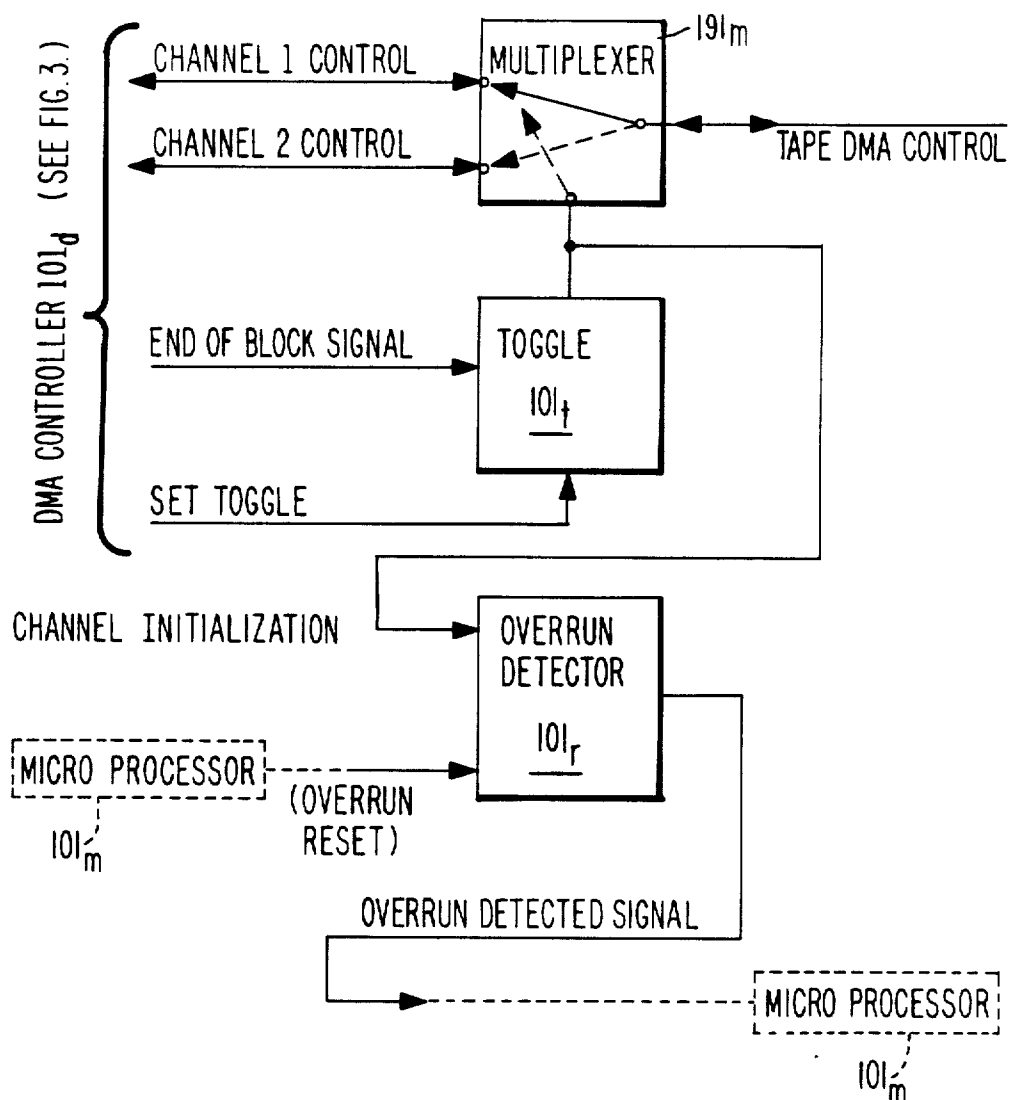 191m
DMA CONTROLLER 101d (SEE FIG.3.)
CHANNEL 1 CONTROL
MULTIPLEXER
CHANNEL 2 CONTROL
TAPE DMA CONTROL
END OF BLOCK SIGNAL
TOGGLE
101t
SET TOGGLE
CHANNEL INITIALIZATION
OVERRUN
DETECTOR
101r
MICRO PROCESSOR
101m
(OVERRUN
RESET)
OVERRUN DETECTED SIGNAL
MICRO PROCESSOR
101m